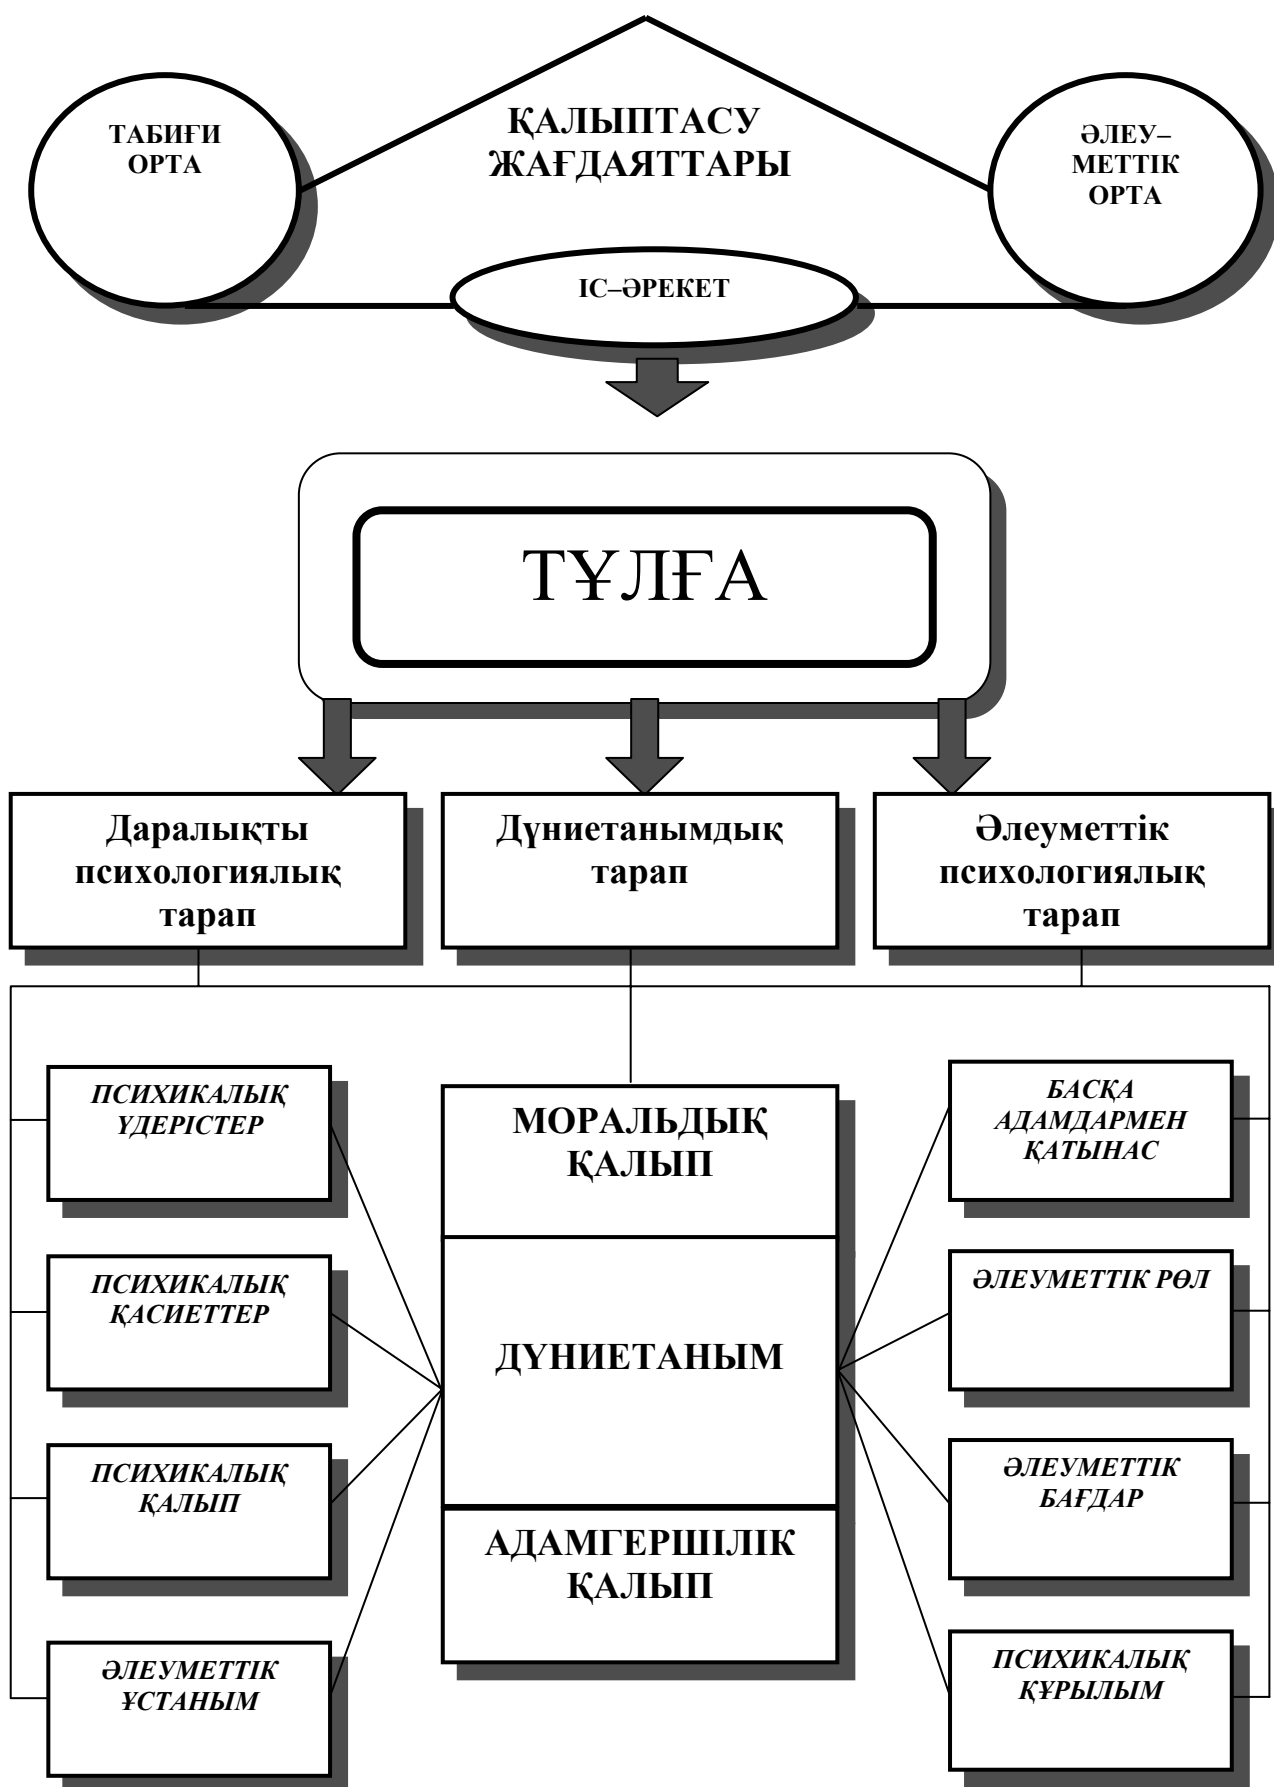 ТАБИҒИ
ОРТА
ҚАЛЫПТАСУ
ЖАҒДАЯТТАРЫ
ӘЛЕУ–
МЕТТІК
ОРТА
ІС–ӘРЕКЕТ
ТҰЛҒА
Даралықты
психологиялық
тарап
Дүниетанымдық
тарап
Әлеуметтік
психологиялық
тарап
ПСИХИКАЛЫҚ
ҮДЕРІСТЕР
ПСИХИКАЛЫҚ
ҚАСИЕТТЕР
ПСИХИКАЛЫҚ
ҚАЛЫП
ӘЛЕУМЕТТІК
ҰСТАНЫМ
МОРАЛЬДЫҚ
ҚАЛЫП
ДҮНИЕТАНЫМ
АДАМГЕРШІЛІК
ҚАЛЫП
БАСҚА
АДАМДАРМЕН
ҚАТЫНАС
ӘЛЕУМЕТТІК РӨЛ
ӘЛЕУМЕТТІК
БАҒДАР
ПСИХИКАЛЫҚ
ҚҰРЫЛЫМ